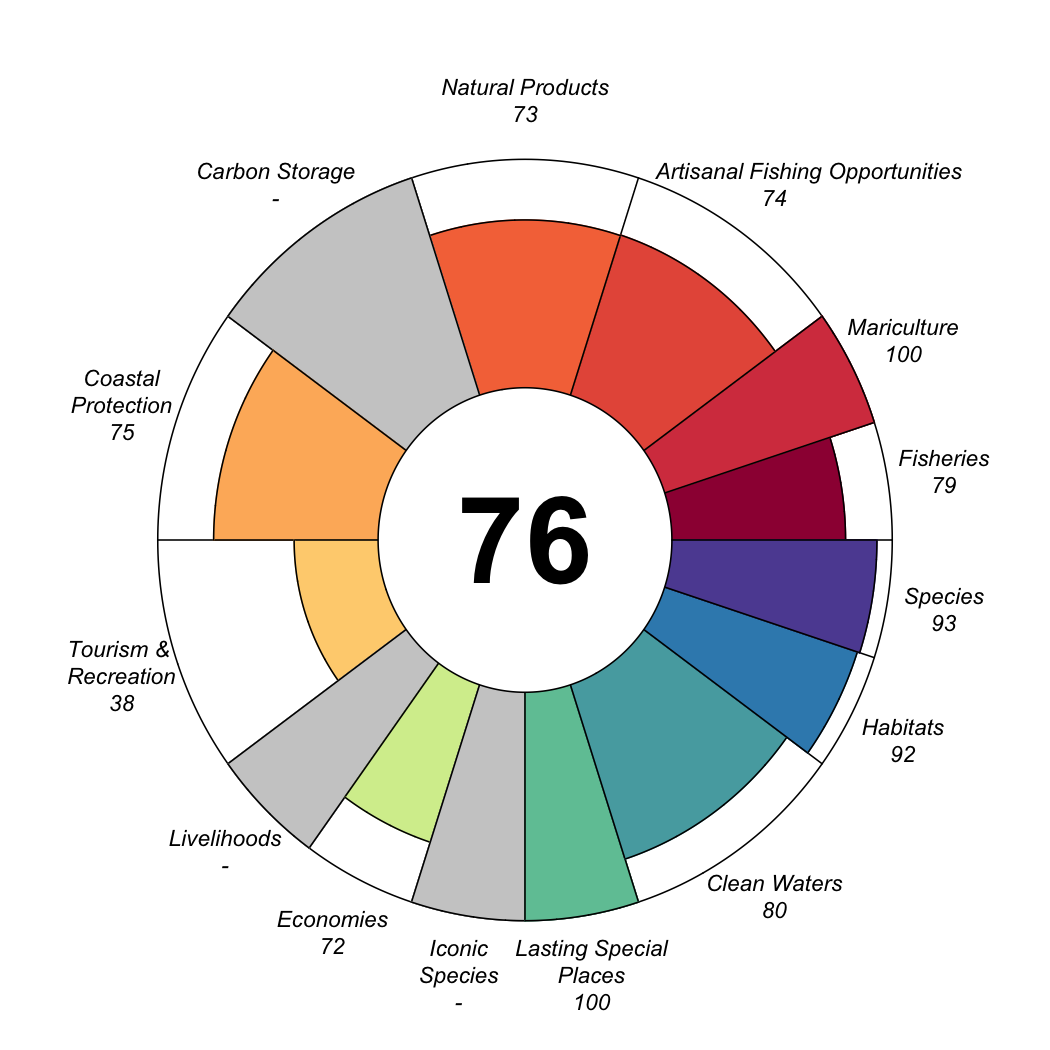 Natural Products
73
Carbon Storage
-
Artisanal Fishing Opportunities
74
Mariculture
100
Coastal
Protection
75
Fisheries
79
76
Species
93
Tourism &
Recreation
38
Habitats
92
Livelihoods
-
Clean Waters
80
Economies
72
Iconic
Species
-
Lasting Special
Places
100